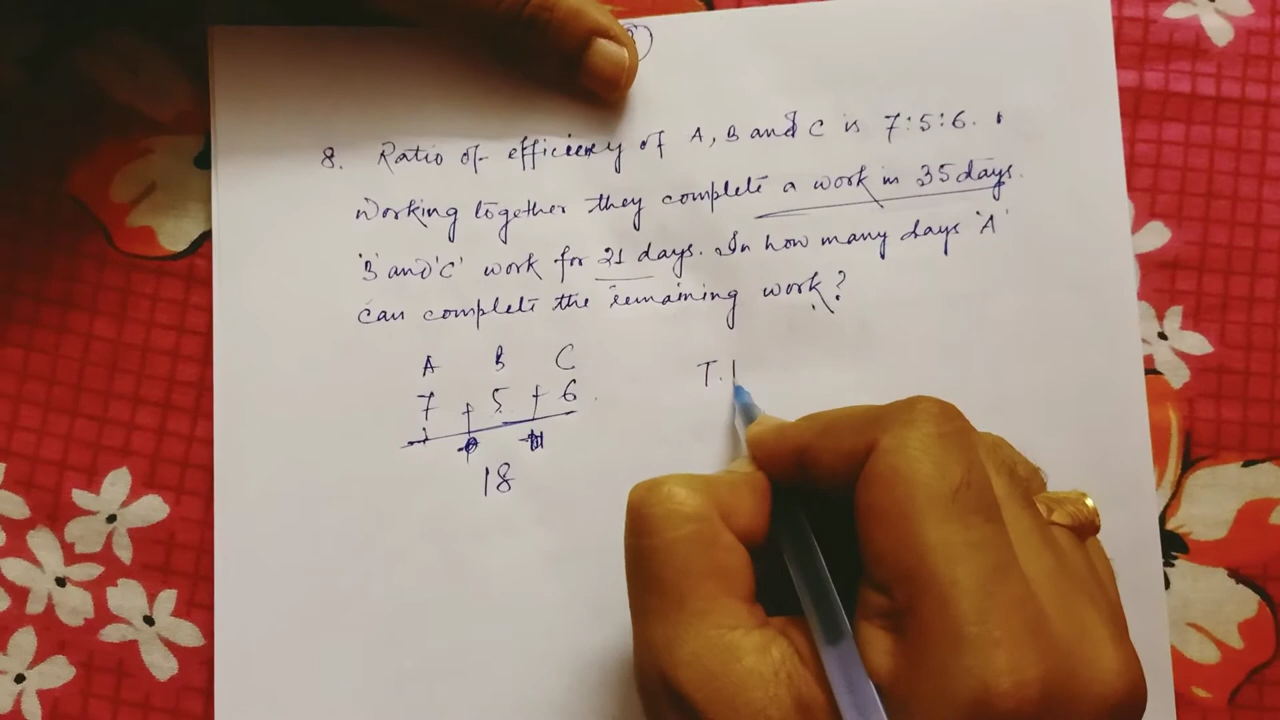 8. Ratio of efficiency of A, B and C is 7:5:6.
Working together they complete a work in 35 days.
'B' and 'C' work for 21 days. In how many days 'A'
can complete the remaining work?
A B C
7 + 5 + 6
18
T.